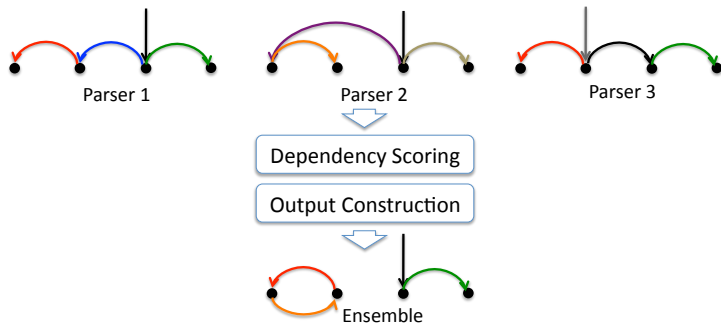 Parser 1
Parser 2
Parser 3
Dependency Scoring
Output Construction
Ensemble